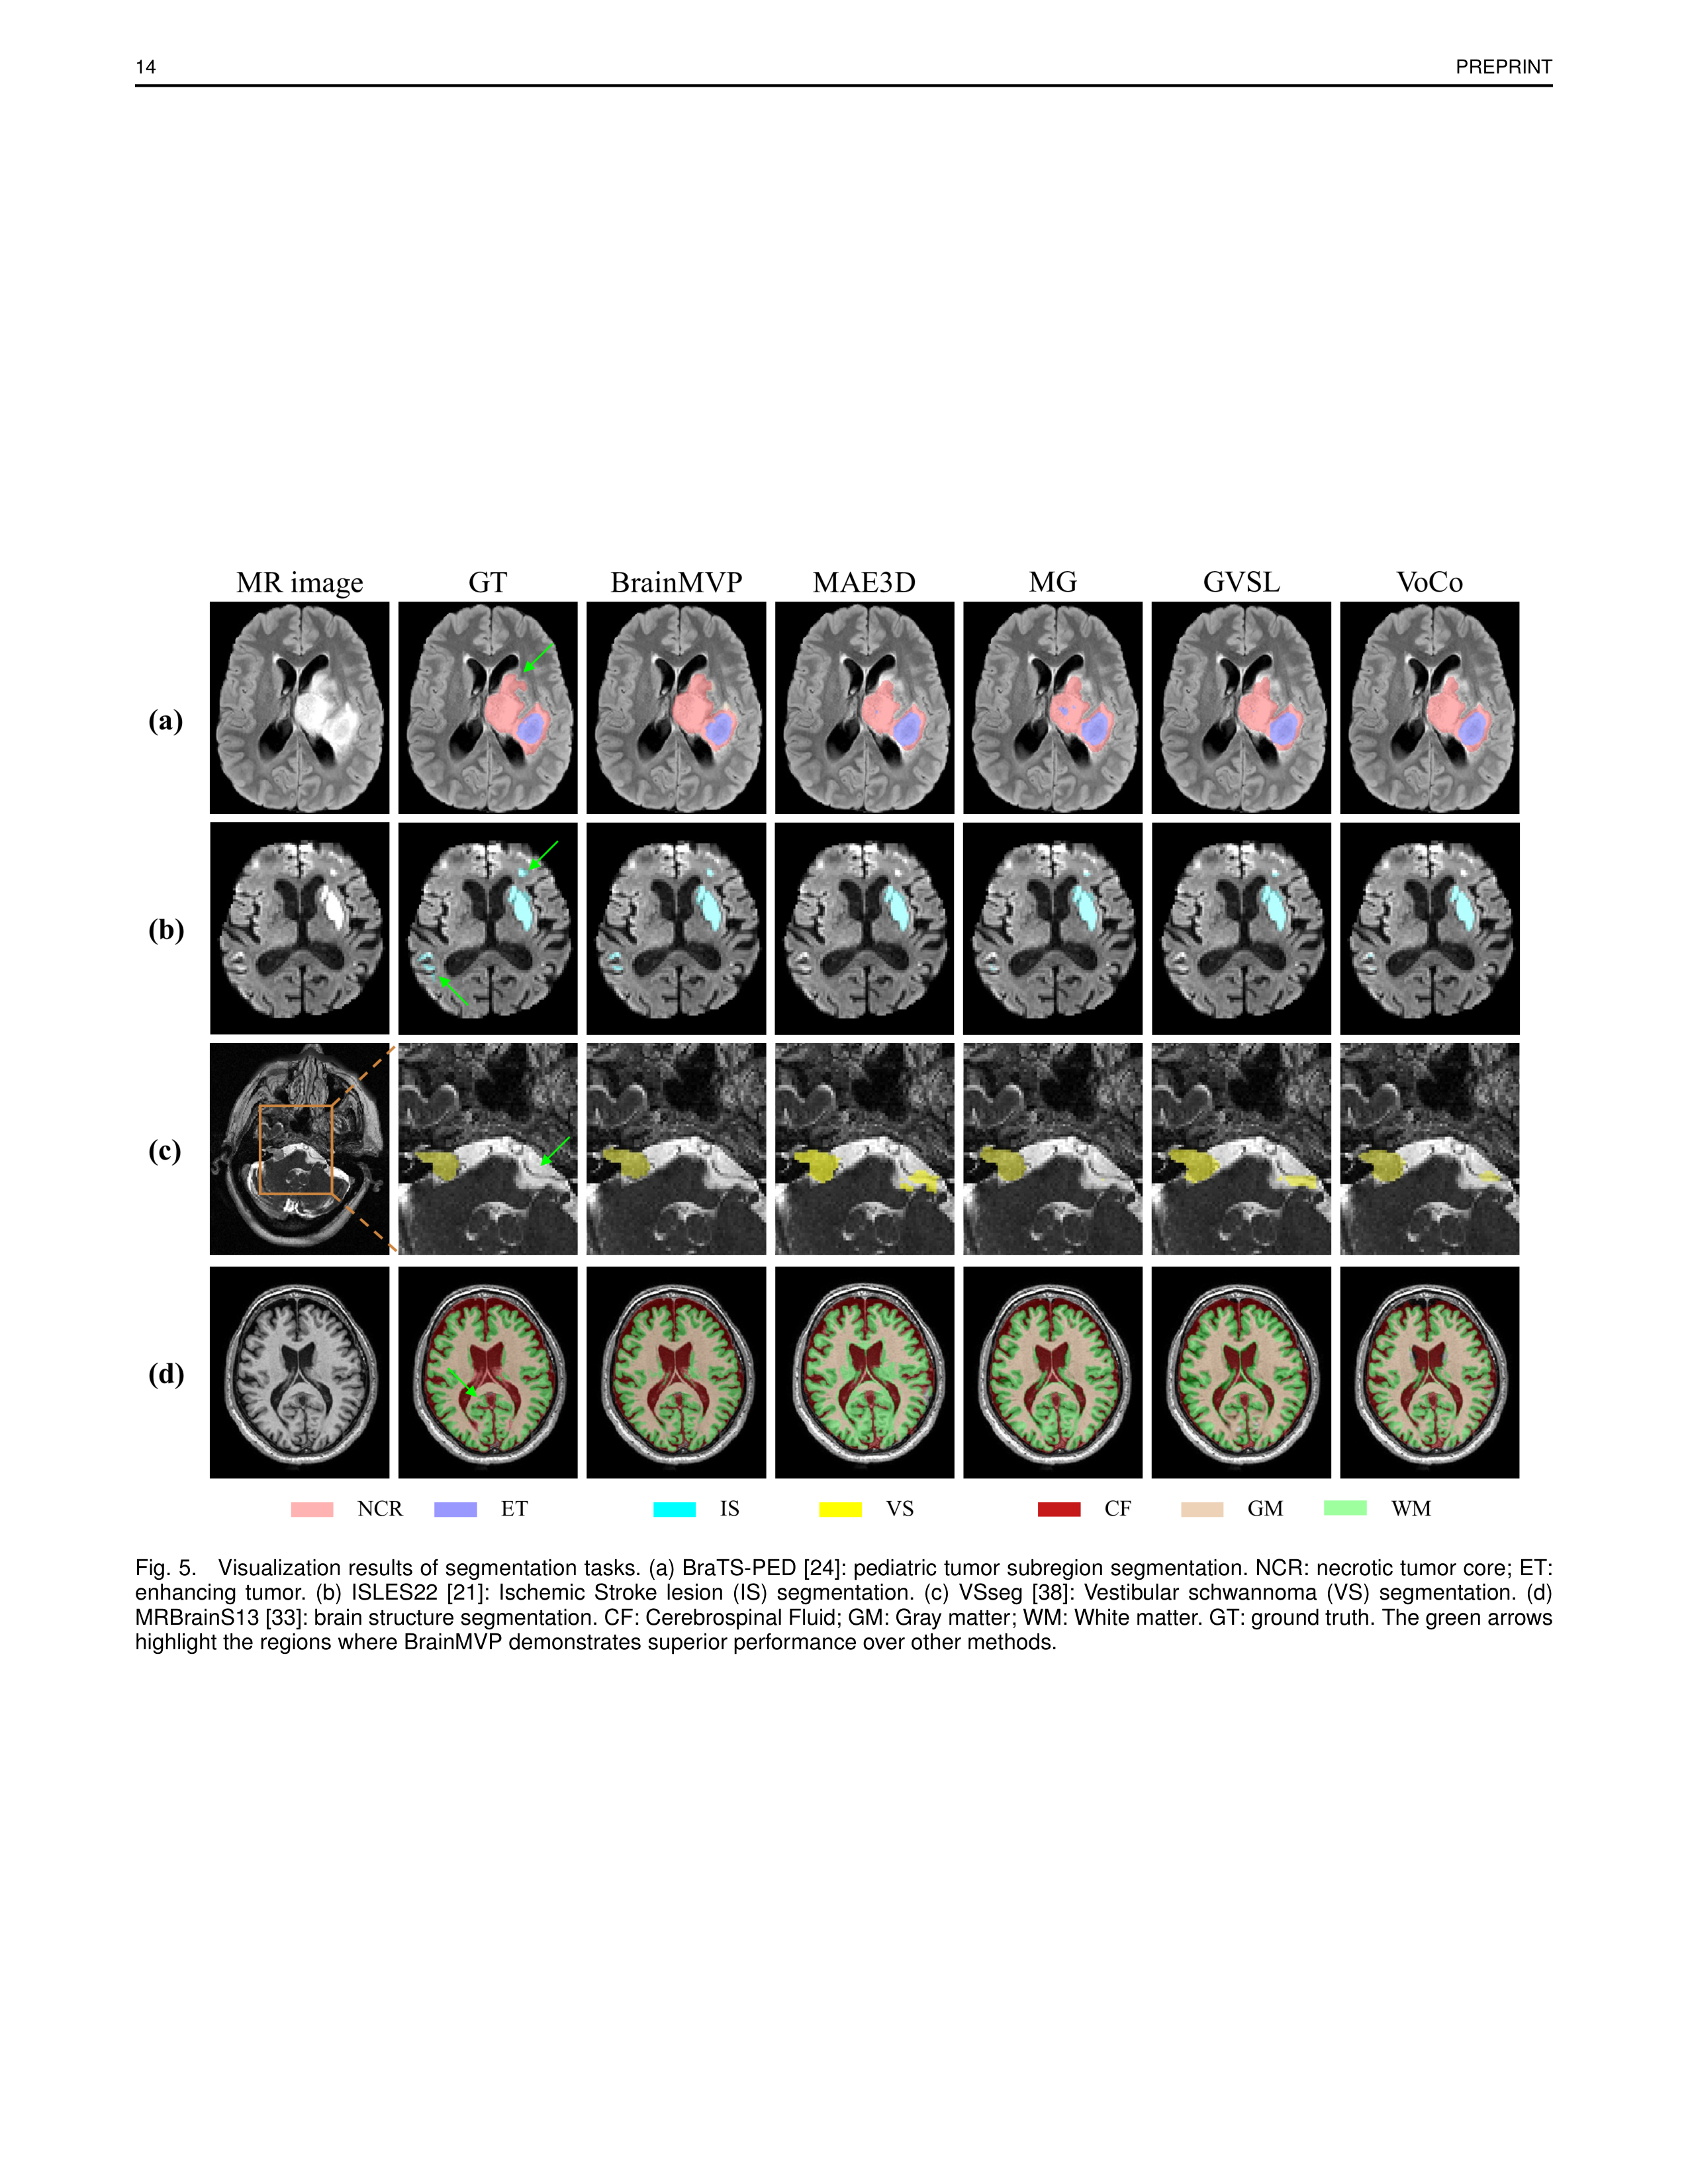 14 PREPRINT
MR image GT BrainMVP MAE3D MG GVSL VoCo
(a)
(b)
(c)
(d)
NCR ET IS VS CF GM WM
Fig. 5. Visualization results of segmentation tasks. (a) BraTS-PED [24]: pediatric tumor subregion segmentation. NCR: necrotic tumor core; ET:
enhancing tumor. (b) ISLES22 [21]: Ischemic Stroke lesion (IS) segmentation. (c) VSseg [38]: Vestibular schwannoma (VS) segmentation. (d)
MRBrainS13 [33]: brain structure segmentation. CF: Cerebrospinal Fluid; GM: Gray matter; WM: White matter. GT: ground truth. The green arrows
highlight the regions where BrainMVP demonstrates superior performance over other methods.